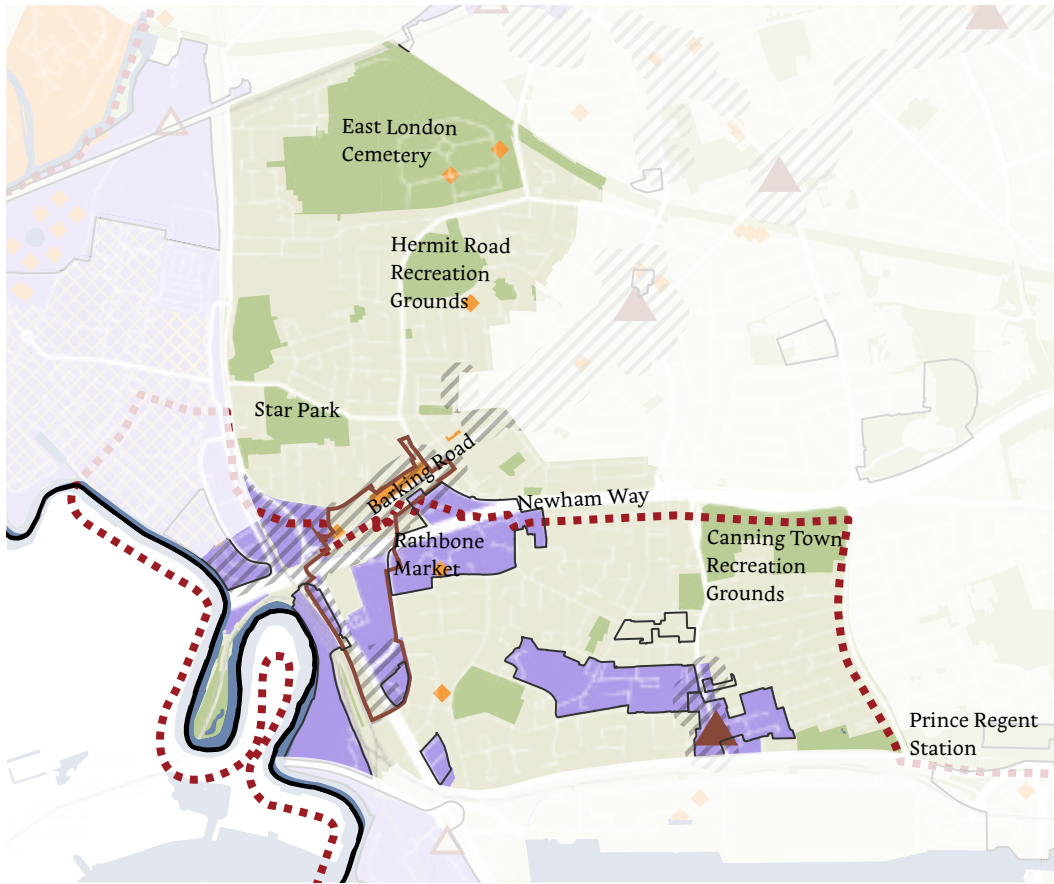 East London
Cemetery
Hermit Road
Recreation
Grounds
Star Park
Barking Road
Newham Way
Rathbone
Market
Canning Town
Recreation
Grounds
Prince Regent
Station